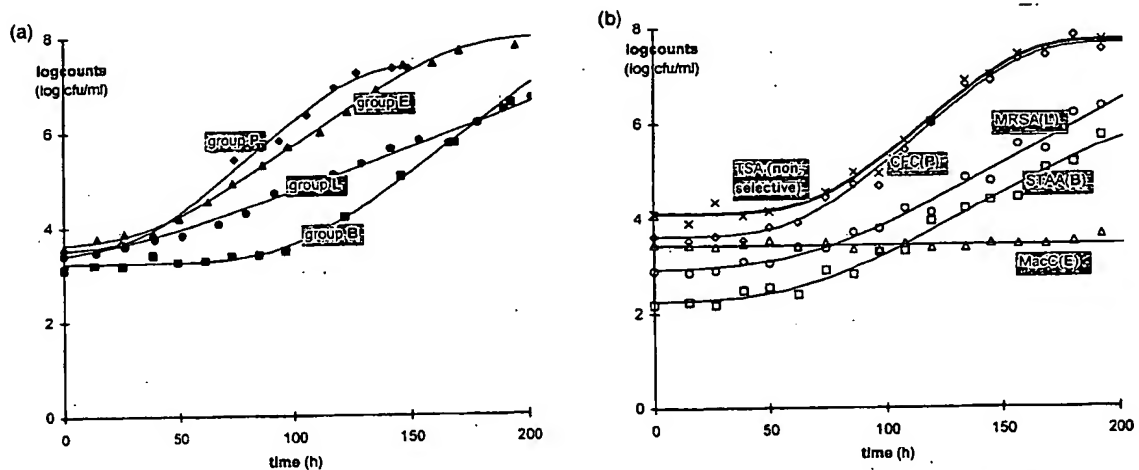 (a)
8
logcounts
(log cfu/ml)
6
4
2
0
group P
group E
group L
group B
0
50
100
150
200
time (h)
(b)
8
logcounts
(log cfu/ml)
6
4
2
0
TSA (non-
selective)
CFC(P)
MRSA(L)
STAA(B)
MacC(E)
0
50
100
150
200
time (h)